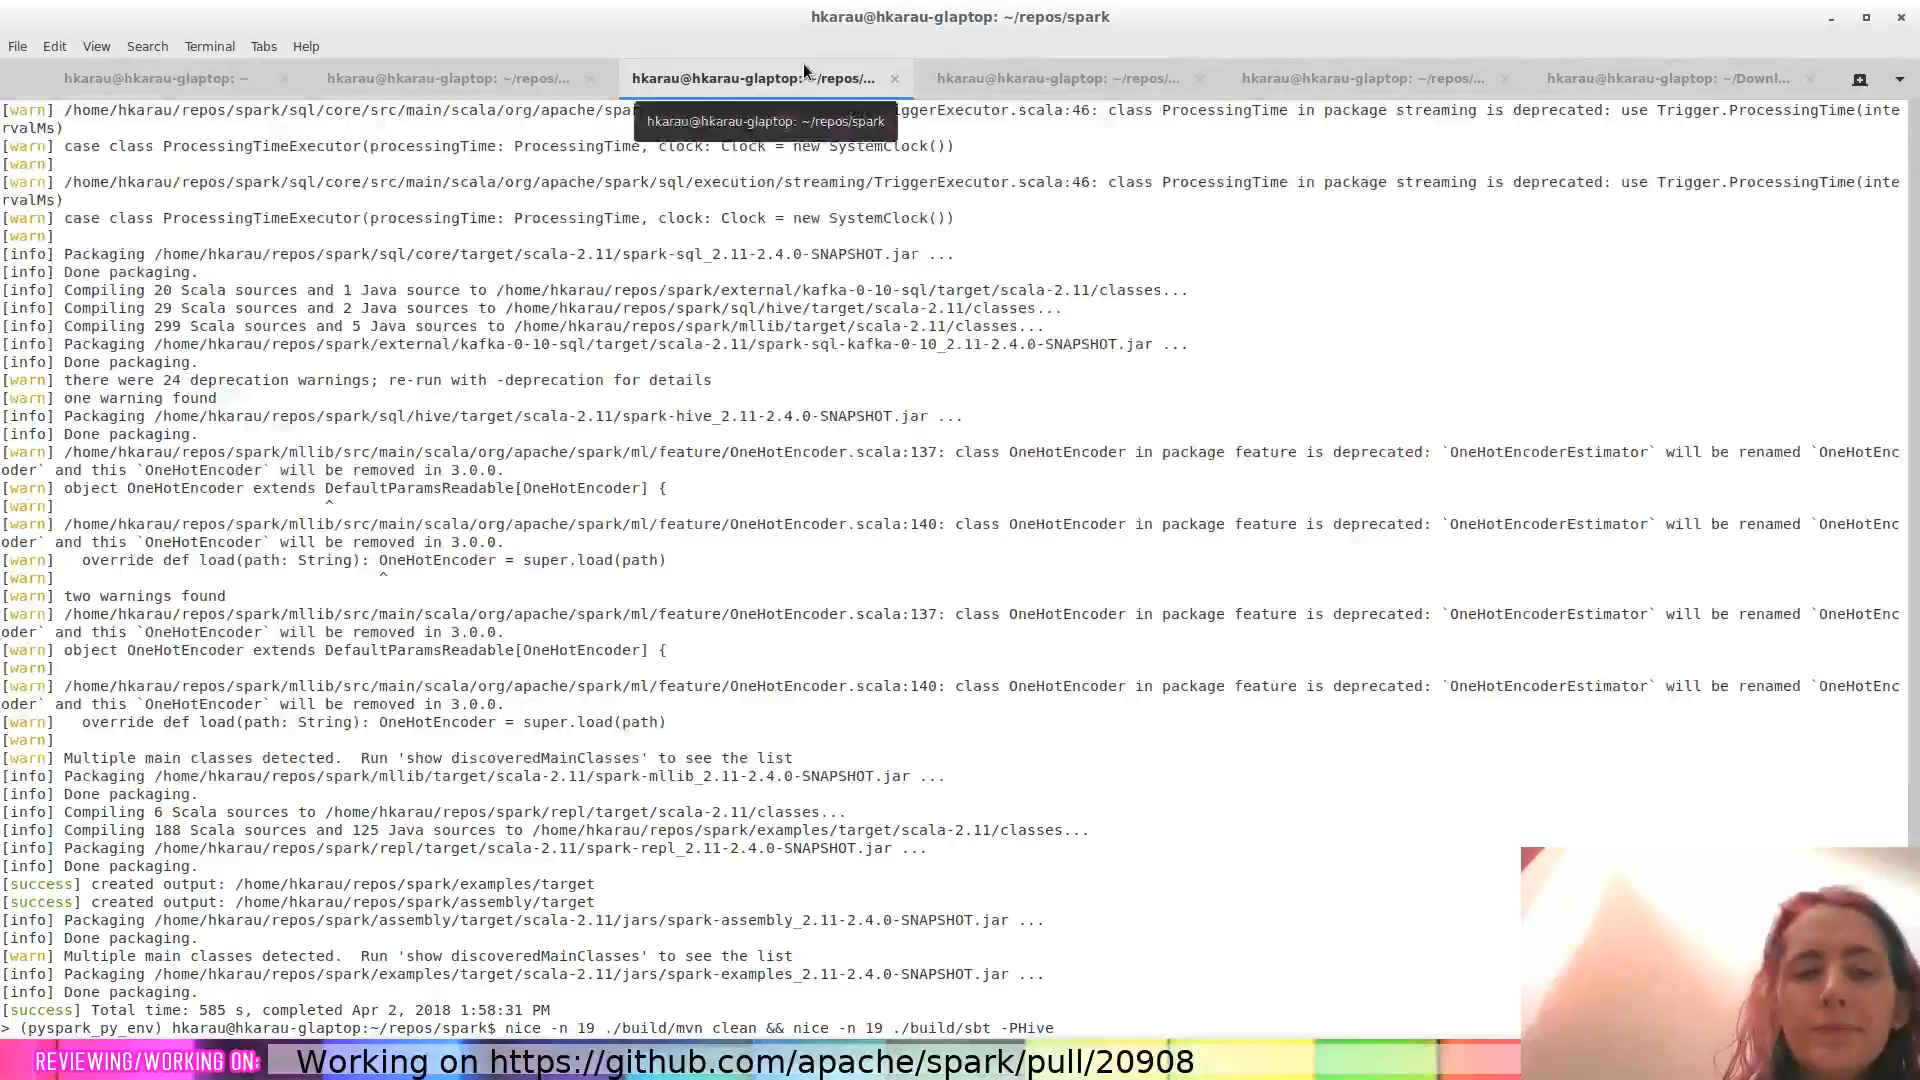 hkarau@hkarau-glaptop: ~/repos/spark
File Edit View Search Terminal Tabs Help
hkarau@hkarau-glaptop: ~ hkarau@hkarau-glaptop: ~/repos/... hkarau@hkarau-glaptop: ~/repos/... hkarau@hkarau-glaptop: ~/repos/... hkarau@hkarau-glaptop: ~/repos/... hkarau@hkarau-glaptop: ~/Downl...
[warn] /home/hkarau/repos/spark/sql/core/src/main/scala/org/apache/spar ggerExecutor.scala:46: class ProcessingTime in package streaming is deprecated: use Trigger.ProcessingTime(inte
hkarau@hkarau-glaptop: ~/repos/spark
rvalMs)
[warn] case class ProcessingTimeExecutor(processingTime: ProcessingTime, clock: Clock = new SystemClock())
[warn]
[warn] /home/hkarau/repos/spark/sql/core/src/main/scala/org/apache/spark/sql/execution/streaming/TriggerExecutor.scala:46: class ProcessingTime in package streaming is deprecated: use Trigger.ProcessingTime(inte
rvalMs)
[warn] case class ProcessingTimeExecutor(processingTime: ProcessingTime, clock: Clock = new SystemClock())
[warn]
[info] Packaging /home/hkarau/repos/spark/sql/core/target/scala-2.11/spark-sql_2.11-2.4.0-SNAPSHOT.jar ...
[info] Done packaging.
[info] Compiling 20 Scala sources and 1 Java source to /home/hkarau/repos/spark/external/kafka-0-10-sql/target/scala-2.11/classes...
[info] Compiling 29 Scala sources and 2 Java sources to /home/hkarau/repos/spark/sql/hive/target/scala-2.11/classes...
[info] Compiling 299 Scala sources and 5 Java sources to /home/hkarau/repos/spark/mllib/target/scala-2.11/classes...
[info] Packaging /home/hkarau/repos/spark/external/kafka-0-10-sql/target/scala-2.11/spark-sql-kafka-0-10_2.11-2.4.0-SNAPSHOT.jar ...
[info] Done packaging.
[warn] there were 24 deprecation warnings; re-run with -deprecation for details
[warn] one warning found
[info] Packaging /home/hkarau/repos/spark/sql/hive/target/scala-2.11/spark-hive_2.11-2.4.0-SNAPSHOT.jar ...
[info] Done packaging.
[warn] /home/hkarau/repos/spark/mllib/src/main/scala/org/apache/spark/ml/feature/OneHotEncoder.scala:137: class OneHotEncoder in package feature is deprecated: `OneHotEncoderEstimator` will be renamed `OneHotEnc
oder` and this `OneHotEncoder` will be removed in 3.0.0.
[warn] object OneHotEncoder extends DefaultParamsReadable[OneHotEncoder] {
[warn]                               ^
[warn] /home/hkarau/repos/spark/mllib/src/main/scala/org/apache/spark/ml/feature/OneHotEncoder.scala:140: class OneHotEncoder in package feature is deprecated: `OneHotEncoderEstimator` will be renamed `OneHotEnc
oder` and this `OneHotEncoder` will be removed in 3.0.0.
[warn]   override def load(path: String): OneHotEncoder = super.load(path)
[warn]                                    ^
[warn] two warnings found
[warn] /home/hkarau/repos/spark/mllib/src/main/scala/org/apache/spark/ml/feature/OneHotEncoder.scala:137: class OneHotEncoder in package feature is deprecated: `OneHotEncoderEstimator` will be renamed `OneHotEnc
oder` and this `OneHotEncoder` will be removed in 3.0.0.
[warn] object OneHotEncoder extends DefaultParamsReadable[OneHotEncoder] {
[warn]
[warn] /home/hkarau/repos/spark/mllib/src/main/scala/org/apache/spark/ml/feature/OneHotEncoder.scala:140: class OneHotEncoder in package feature is deprecated: `OneHotEncoderEstimator` will be renamed `OneHotEnc
oder` and this `OneHotEncoder` will be removed in 3.0.0.
[warn]   override def load(path: String): OneHotEncoder = super.load(path)
[warn]
[warn] Multiple main classes detected.  Run 'show discoveredMainClasses' to see the list
[info] Packaging /home/hkarau/repos/spark/mllib/target/scala-2.11/spark-mllib_2.11-2.4.0-SNAPSHOT.jar ...
[info] Done packaging.
[info] Compiling 6 Scala sources to /home/hkarau/repos/spark/repl/target/scala-2.11/classes...
[info] Compiling 188 Scala sources and 125 Java sources to /home/hkarau/repos/spark/examples/target/scala-2.11/classes...
[info] Packaging /home/hkarau/repos/spark/repl/target/scala-2.11/spark-repl_2.11-2.4.0-SNAPSHOT.jar ...
[info] Done packaging.
[success] created output: /home/hkarau/repos/spark/examples/target
[success] created output: /home/hkarau/repos/spark/assembly/target
[info] Packaging /home/hkarau/repos/spark/assembly/target/scala-2.11/jars/spark-assembly_2.11-2.4.0-SNAPSHOT.jar ...
[info] Done packaging.
[warn] Multiple main classes detected.  Run 'show discoveredMainClasses' to see the list
[info] Packaging /home/hkarau/repos/spark/examples/target/scala-2.11/jars/spark-examples_2.11-2.4.0-SNAPSHOT.jar ...
[info] Done packaging.
[success] Total time: 585 s, completed Apr 2, 2018 1:58:31 PM
> (pyspark_py_env) hkarau@hkarau-glaptop:~/repos/spark$ nice -n 19 ./build/mvn clean && nice -n 19 ./build/sbt -PHive
REVIEWING/WORKING ON: Working on https://github.com/apache/spark/pull/20908